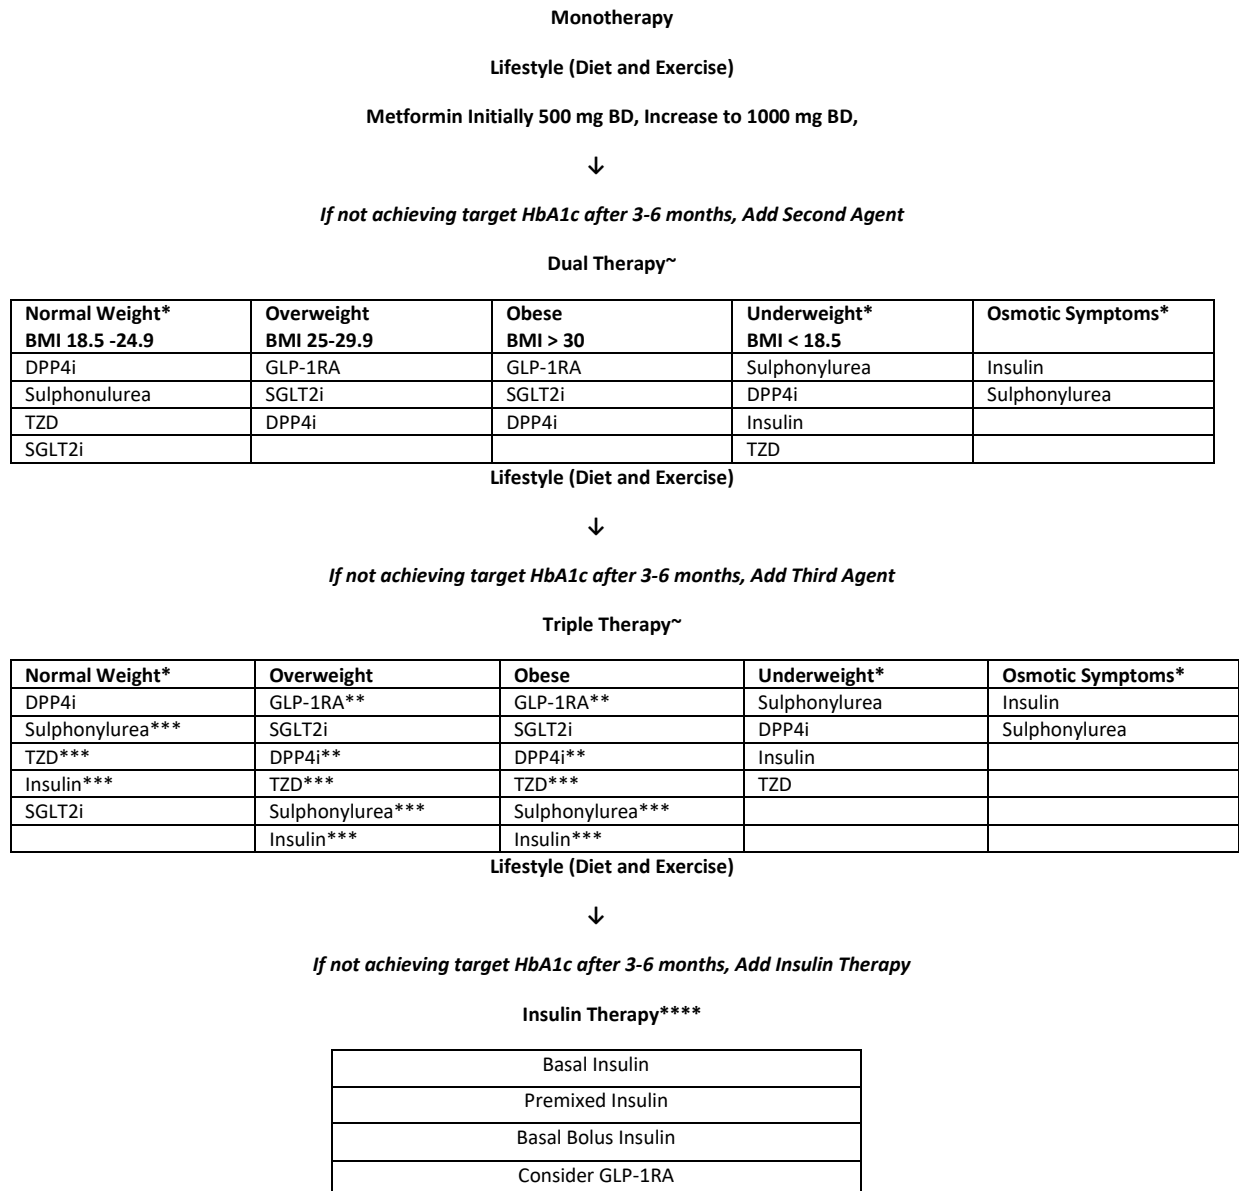 Monotherapy
Lifestyle (Diet and Exercise)
Metformin Initially 500 mg BD, Increase to 1000 mg BD,
↓
If not achieving target HbA1c after 3-6 months, Add Second Agent
Dual Therapy~
Normal Weight* Overweight Obese Underweight* Osmotic Symptoms*
BMI 18.5 -24.9 BMI 25-29.9 BMI > 30 BMI < 18.5
DPP4i GLP-1RA GLP-1RA Sulphonylurea Insulin
Sulphonulurea SGLT2i SGLT2i DPP4i Sulphonylurea
TZD DPP4i DPP4i Insulin
SGLT2i TZD
Lifestyle (Diet and Exercise)
↓
If not achieving target HbA1c after 3-6 months, Add Third Agent
Triple Therapy~
Normal Weight* Overweight Obese Underweight* Osmotic Symptoms*
DPP4i GLP-1RA** GLP-1RA** Sulphonylurea Insulin
Sulphonylurea*** SGLT2i SGLT2i DPP4i Sulphonylurea
TZD*** DPP4i** DPP4i** Insulin
Insulin*** TZD*** TZD*** TZD
SGLT2i Sulphonylurea*** Sulphonylurea***
Insulin*** Insulin***
Lifestyle (Diet and Exercise)
↓
If not achieving target HbA1c after 3-6 months, Add Insulin Therapy
Insulin Therapy****
Basal Insulin
Premixed Insulin
Basal Bolus Insulin
Consider GLP-1RA